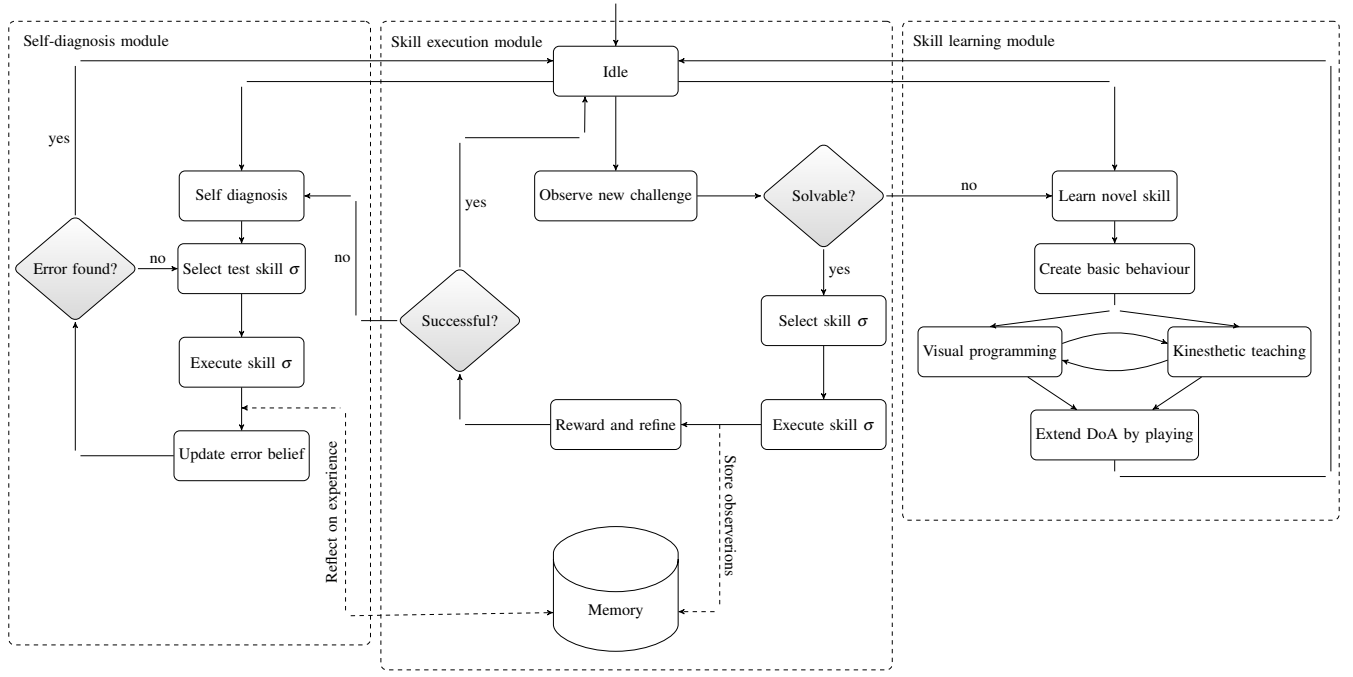 Self-diagnosis module
Skill execution module
Skill learning module
Idle
yes
Self diagnosis
Observe new challenge
Solvable?
no
Learn novel skill
yes
Error found?
no
Select test skill σ
no
yes
Create basic behaviour
Successful?
Select skill σ
Visual programming
Kinesthetic teaching
Execute skill σ
Reward and refine
Execute skill σ
Extend DoA by playing
Update error belief
Reflect on experience
Store observerions
Memory